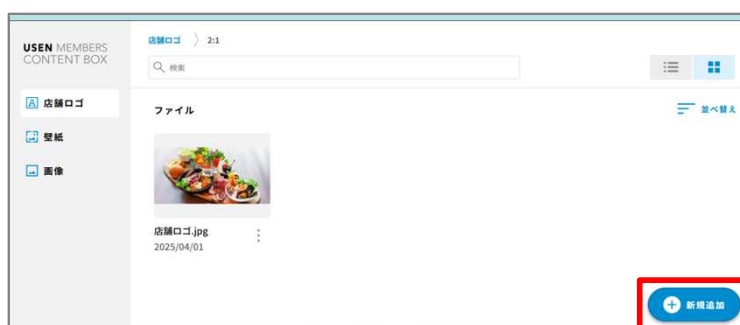 USEN MEMBERS
CONTENT BOX
店舗ロゴ
壁紙
画像
店舗ロゴ 〉 2:1
検索
ファイル
並べ替え
店舗ロゴ.jpg
2025/04/01
新規追加